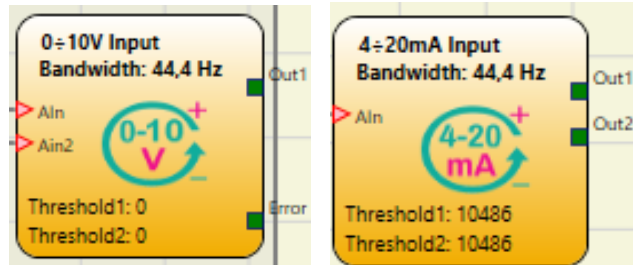 0÷10V Input
Bandwidth: 44,4 Hz
Out1
AIn
Ain2
0-10
V
Error
Threshold1: 0
Threshold2: 0
4÷20mA Input
Bandwidth: 44,4 Hz
Out1
AIn
Out2
4-20
mA
Threshold1: 10486
Threshold2: 10486